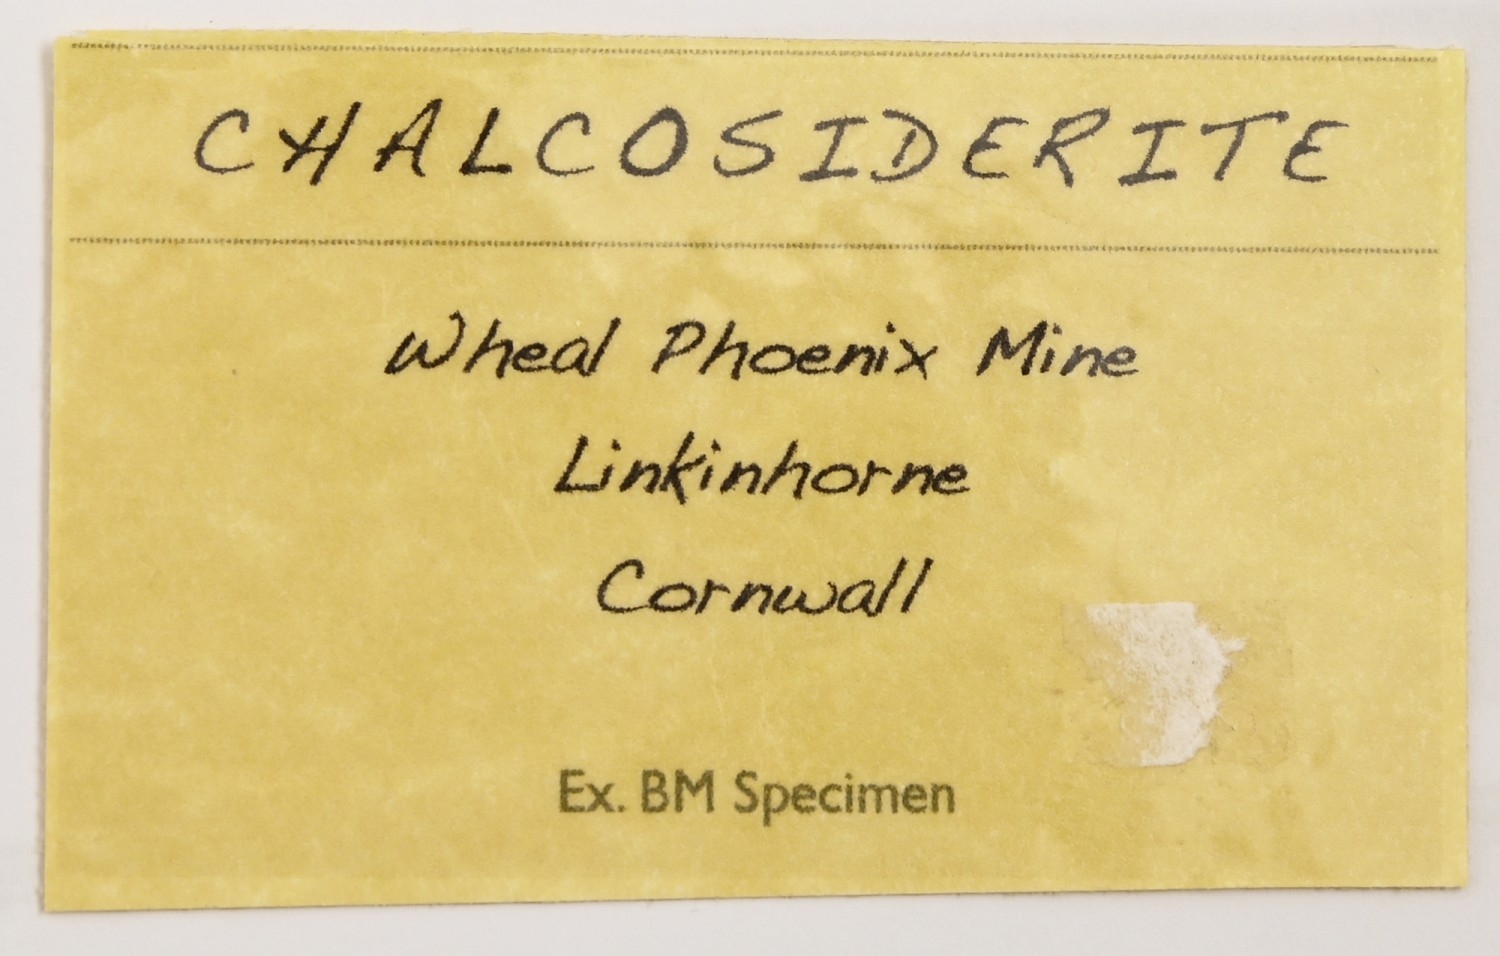 CHALCOSIDERITE
Wheal Phoenix Mine
Linkinhorne
Cornwall
Ex. BM Specimen